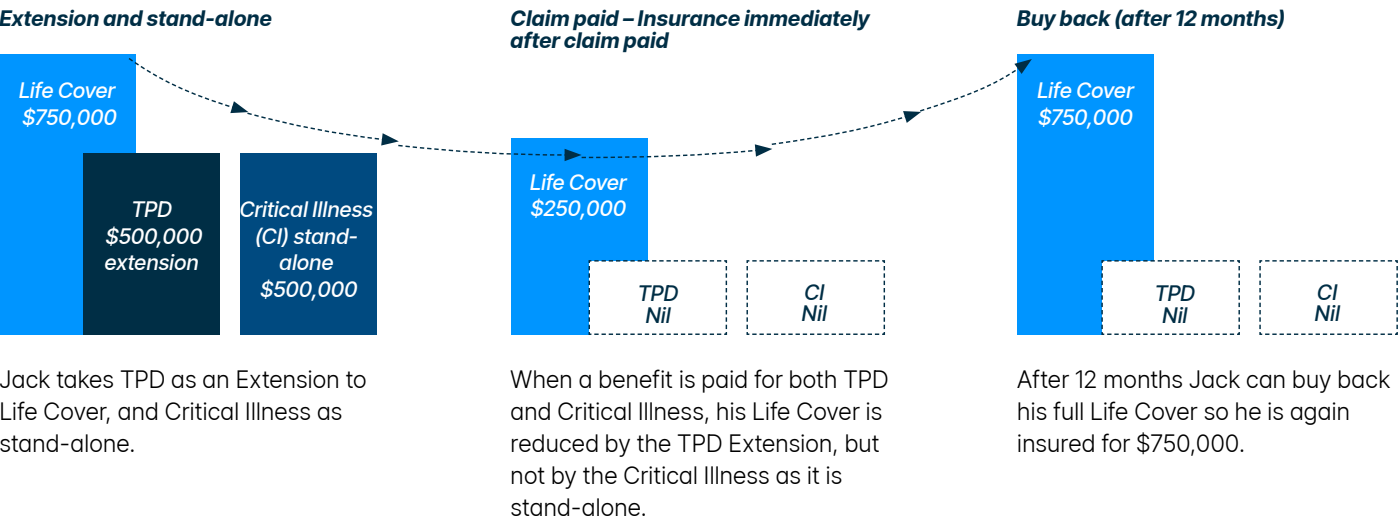 Extension and stand-alone
Life Cover
$750,000
TPD
$500,000
extension
Critical Illness
(CI) stand-
alone
$500,000
Jack takes TPD as an Extension to
Life Cover, and Critical Illness as
stand-alone.
Claim paid – Insurance immediately
after claim paid
Life Cover
$250,000
TPD
Nil
CI
Nil
When a benefit is paid for both TPD
and Critical Illness, his Life Cover is
reduced by the TPD Extension, but
not by the Critical Illness as it is
stand-alone.
Buy back (after 12 months)
Life Cover
$750,000
TPD
Nil
CI
Nil
After 12 months Jack can buy back
his full Life Cover so he is again
insured for $750,000.